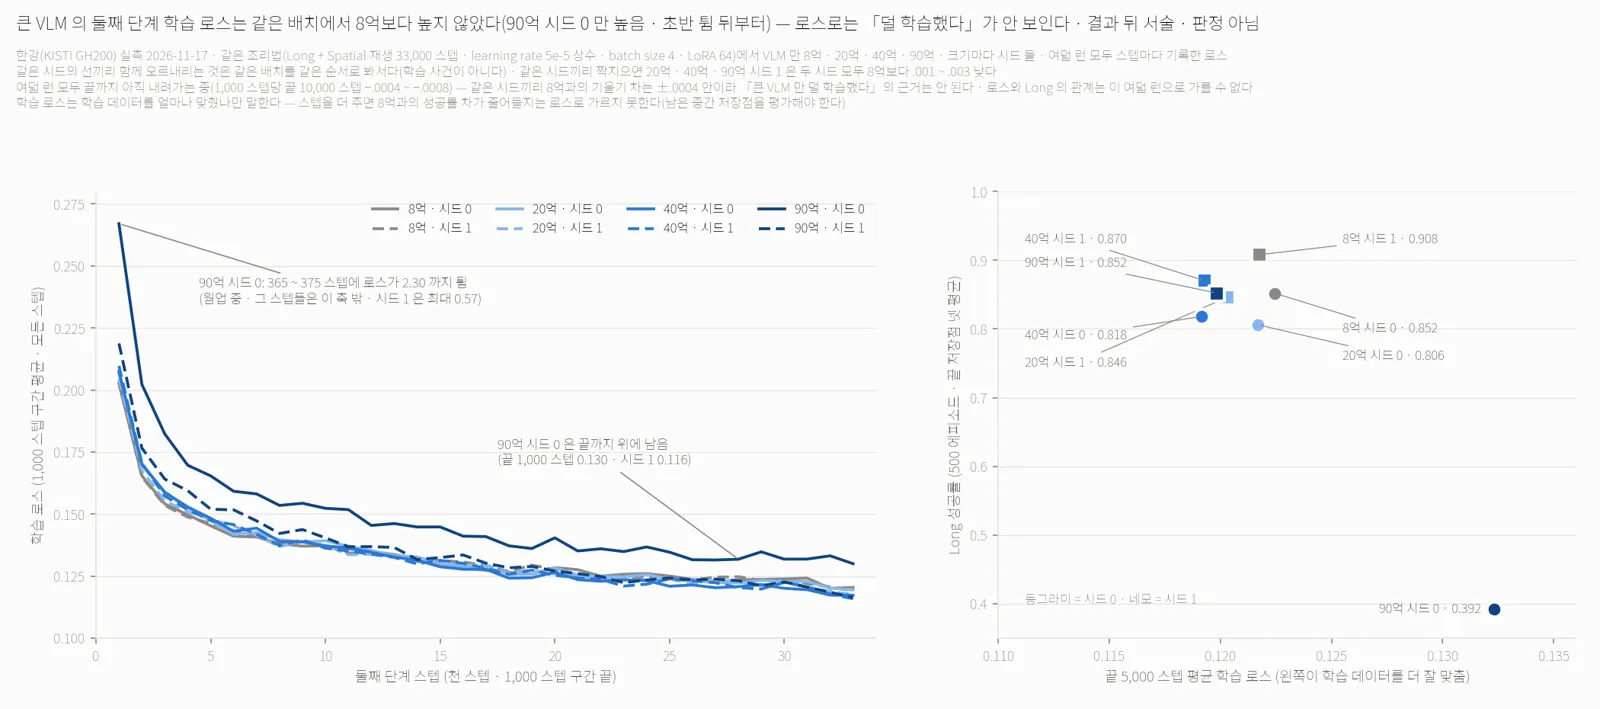 큰 VLM 의 둘째 단계 학습 로스는 같은 배치에서 8억보다 높지 않았다(90억 시드 0 만 높음 · 초반 튐 뒤부터) — 로스로는 「덜 학습했다」가 안 보인다 · 결과 뒤 서술 · 판정 아님
한강(KISTI GH200) 실측 2026-11-17 · 같은 조리법(Long + Spatial 재생 33,000 스텝 · learning rate 5e-5 상수 · batch size 4 · LoRA 64)에서 VLM 만 8억 · 20억 · 40억 · 90억 · 크기마다 시드 둘 · 여덟 런 모두 스텝마다 기록한 로스
같은 시드의 선끼리 함께 오르내리는 것은 같은 배치를 같은 순서로 봐서다(학습 사건이 아니다) · 같은 시드끼리 짝지으면 20억 · 40억 · 90억 시드 1 은 두 시드 모두 8억보다 .001 ~ .003 낮다
여덟 런 모두 끝까지 아직 내려가는 중(1,000 스텝당 끝 10,000 스텝 −.0004 ~ −.0008) — 같은 시드끼리 8억과의 기울기 차는 ±.0004 안이라 「큰 VLM 만 덜 학습했다」의 근거는 안 된다 · 로스와 Long 의 관계는 이 여덟 런으로 가를 수 없다
학습 로스는 학습 데이터를 얼마나 맞췄나만 말한다 — 스텝을 더 주면 8억과의 성공률 차가 줄어들지는 로스로 가르지 못한다(남은 중간 저장점을 평가해야 한다)
8억 · 시드 0
20억 · 시드 0
40억 · 시드 0
90억 · 시드 0
8억 · 시드 1
20억 · 시드 1
40억 · 시드 1
90억 · 시드 1
90억 시드 0: 365 ~ 375 스텝에 로스가 2.30 까지 튐
(웜업 중 · 그 스텝들은 이 축 밖 · 시드 1 은 최대 0.57)
90억 시드 0 은 끝까지 위에 남음
(끝 1,000 스텝 0.130 · 시드 1 0.116)
학습 로스 (1,000 스텝 구간 평균 · 모든 스텝)
0.275
0.250
0.225
0.200
0.175
0.150
0.125
0.100
0
5
10
15
20
25
30
둘째 단계 스텝 (천 스텝 · 1,000 스텝 구간 끝)
Long 성공률 (500 에피소드 · 끝 저장점 넷 평균)
1.0
0.9
0.8
0.7
0.6
0.5
0.4
40억 시드 1 · 0.870
90억 시드 1 · 0.852
8억 시드 1 · 0.908
40억 시드 0 · 0.818
20억 시드 1 · 0.846
8억 시드 0 · 0.852
20억 시드 0 · 0.806
동그라미 = 시드 0 · 네모 = 시드 1
90억 시드 0 · 0.392
0.110
0.115
0.120
0.125
0.130
0.135
끝 5,000 스텝 평균 학습 로스 (왼쪽이 학습 데이터를 더 잘 맞춤)